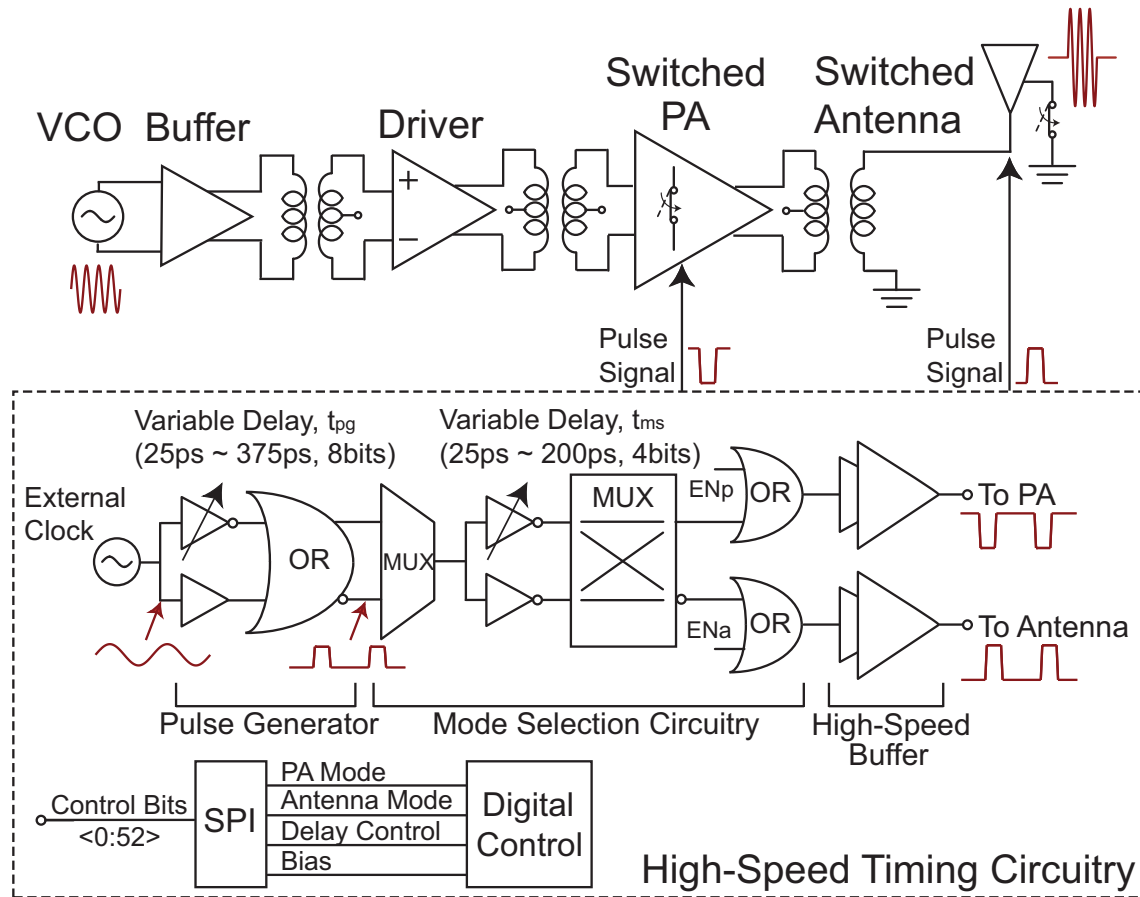 VCO Buffer
Driver
Switched
PA
Switched
Antenna
+
−
Pulse
Signal
Pulse
Signal
Variable Delay, tpg
(25ps ~ 375ps, 8bits)
Variable Delay, tms
(25ps ~ 200ps, 4bits)
External
Clock
OR
MUX
MUX
ENp
OR
To PA
ENa
OR
To Antenna
Pulse Generator
Mode Selection Circuitry
High-Speed
Buffer
Control Bits
<0:52>
SPI
PA Mode
Antenna Mode
Delay Control
Bias
Digital
Control
High-Speed Timing Circuitry